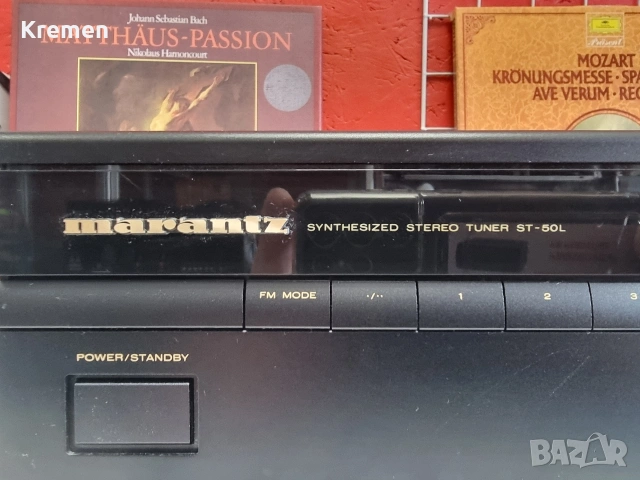 Kremen
Johann Sebastian Bach
MATTHÄUS-PASSION
Nikolaus Harnoncourt
MOZART
KRÖNUNGSMESSE · SPA
AVE VERUM · REG
marantz SYNTHESIZED STEREO TUNER ST-50L
FM MODE ·/·· 1 2 3
POWER/STANDBY
BAZAR